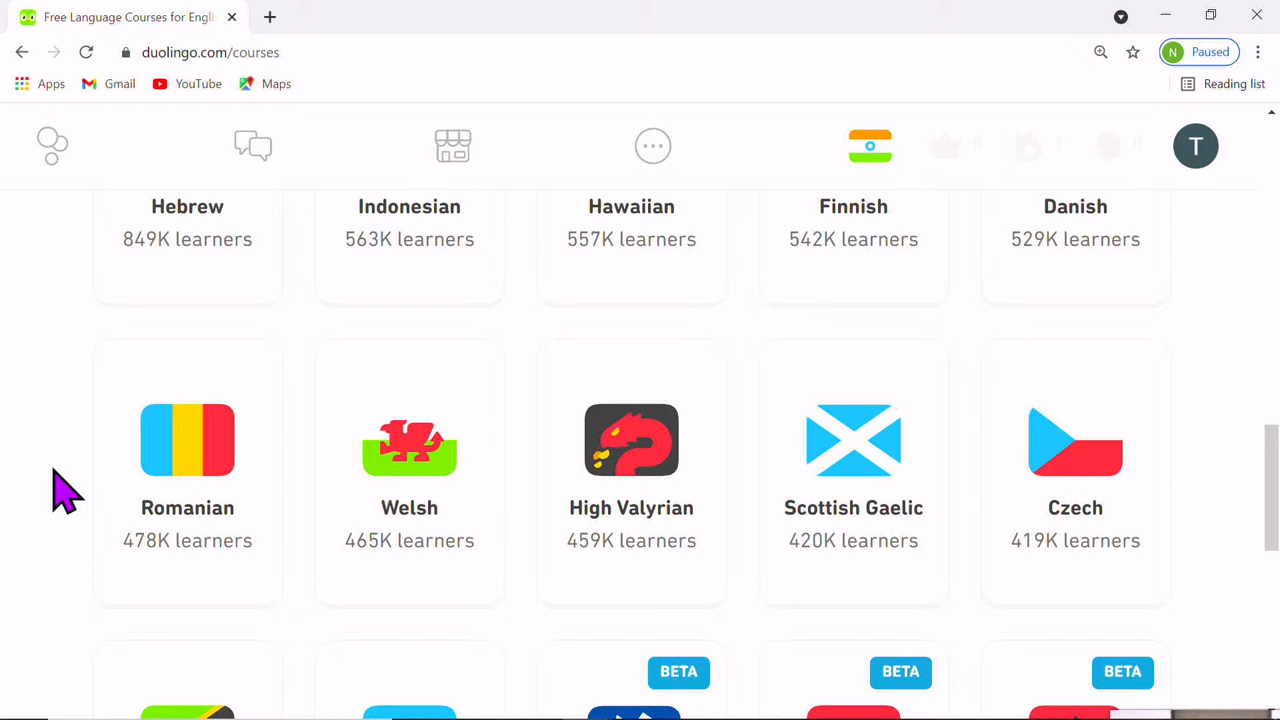 Free Language Courses for Engli
duolingo.com/courses
N Paused
Apps Gmail YouTube Maps Reading list
T
Hebrew Indonesian Hawaiian Finnish Danish
849K learners 563K learners 557K learners 542K learners 529K learners
Romanian Welsh High Valyrian Scottish Gaelic Czech
478K learners 465K learners 459K learners 420K learners 419K learners
BETA BETA BETA